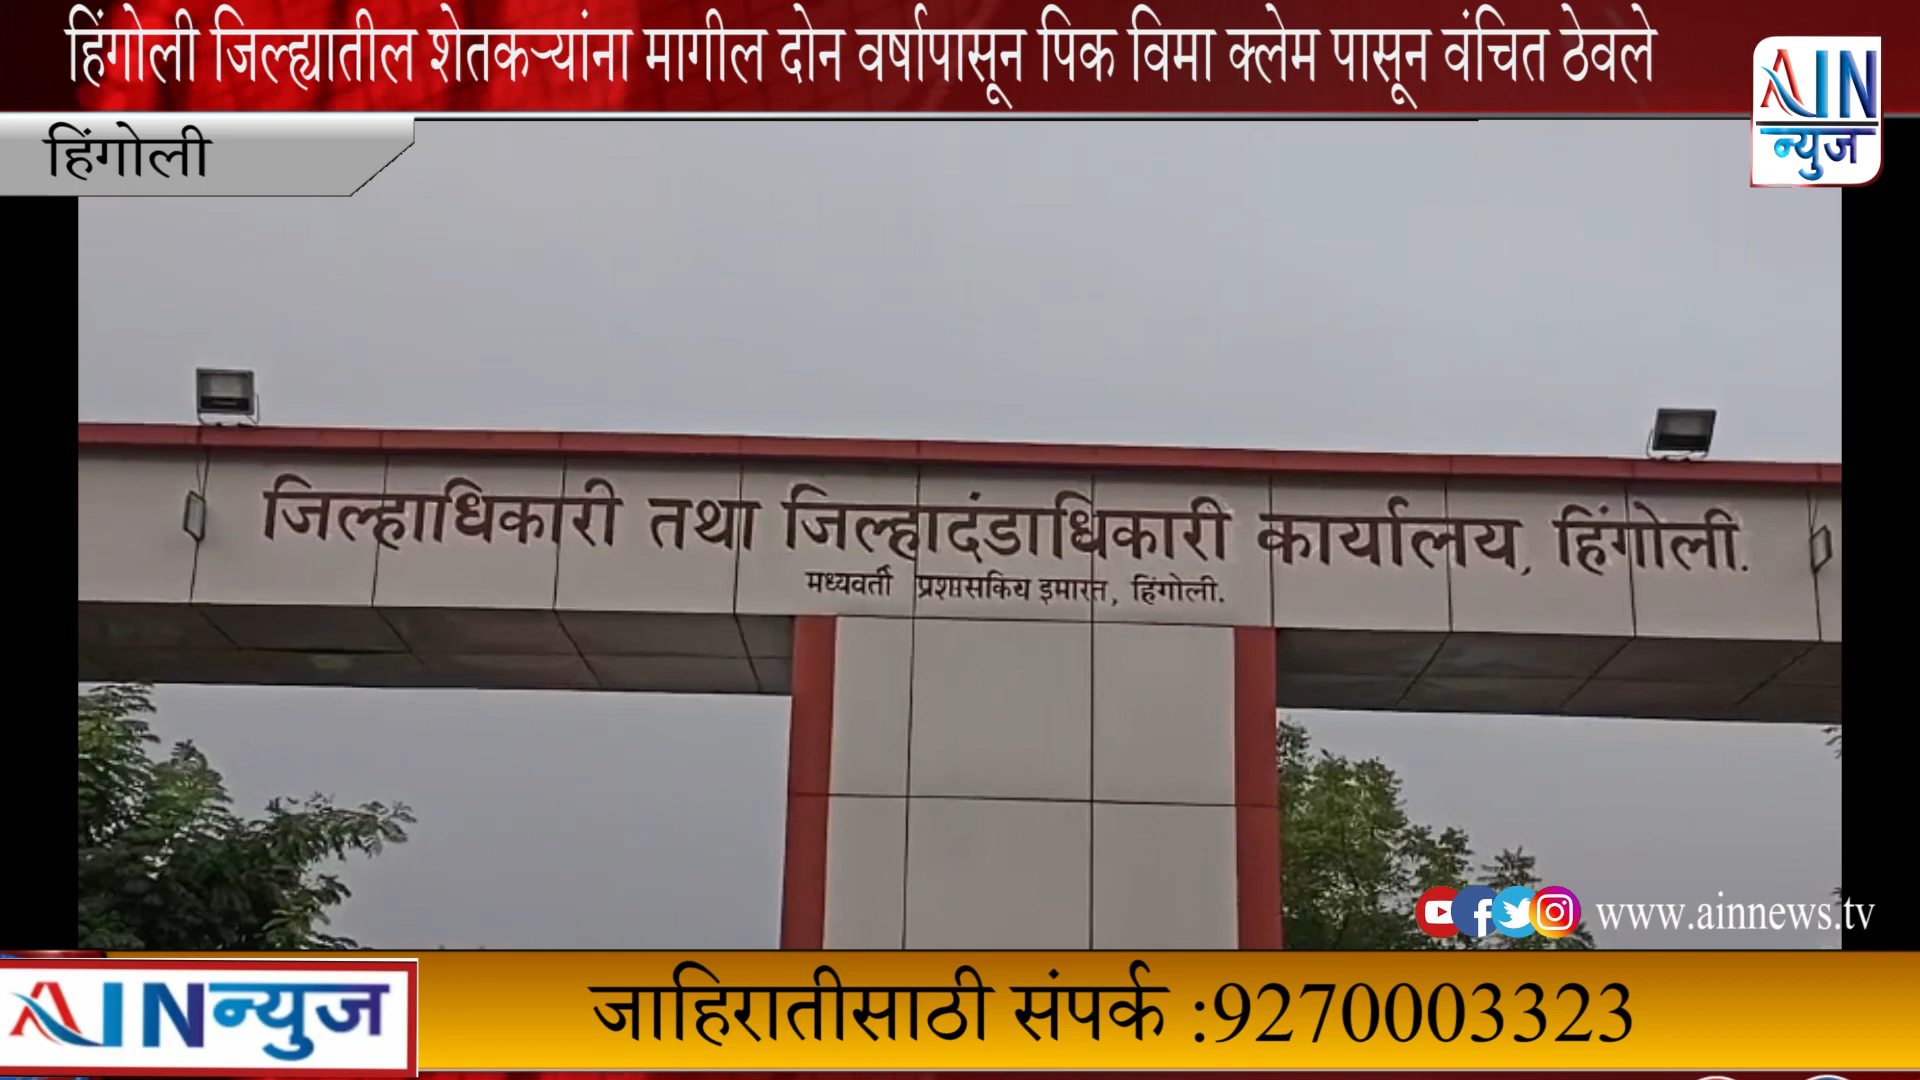 हिंगोली जिल्ह्यातील शेतकऱ्यांना मागील दोन वर्षापासून पिक विमा क्लेम पासून वंचित ठेवले
AIN
न्युज
हिंगोली
जिल्हाधिकारी तथा जिल्हादंडाधिकारी कार्यालय, हिंगोली.
मध्यवर्ती प्रशासकिय इमारत, हिंगोली.
www.ainnews.tv
AIN न्युज
जाहिरातीसाठी संपर्क :9270003323